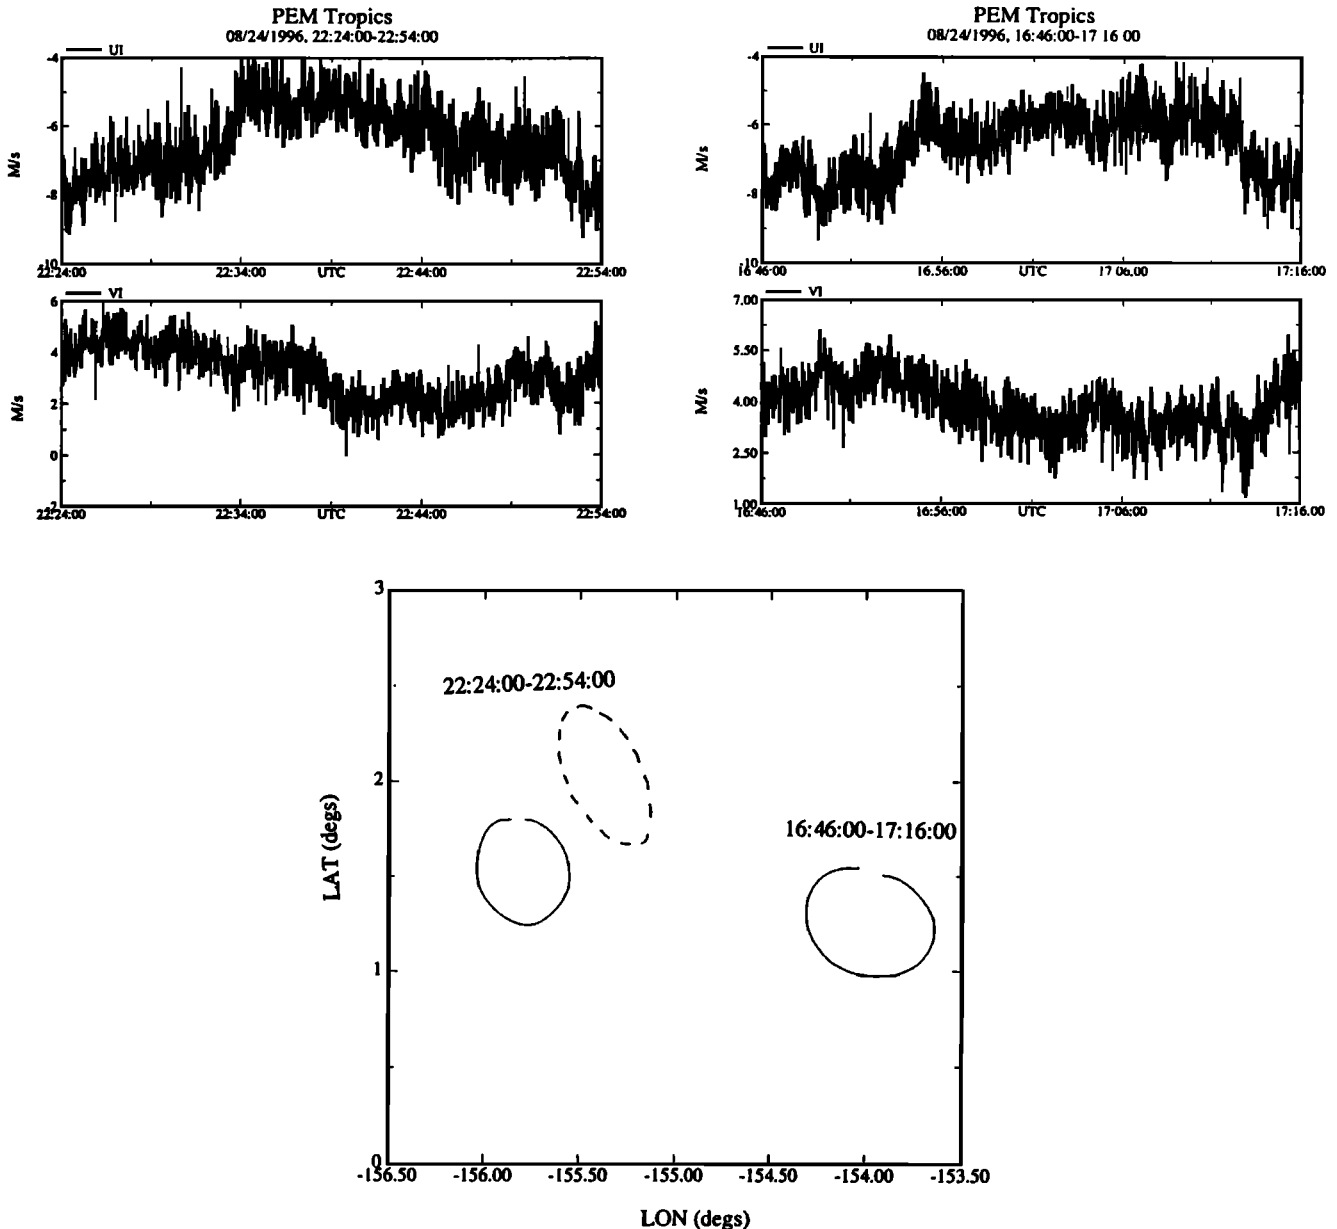 PEM Tropics
08/24/1996, 22:24:00-22:54:00
UI
-4
-6
-8
-10
M/s
22:24:00 22:34:00 UTC 22:44:00 22:54:00
VI
6
4
2
0
-2
M/s
22:24:00 22:34:00 UTC 22:44:00 22:54:00
PEM Tropics
08/24/1996, 16:46:00-17 16 00
UI
-4
-6
-8
-10
M/s
16 46:00 16:56:00 UTC 17 06:00 17:16:00
VI
7.00
5.50
4.00
2.50
1.00
M/s
16:46:00 16:56:00 UTC 17:06:00 17:16.00
3
22:24:00-22:54:00
2
16:46:00-17:16:00
LAT (degs)
1
0
-156.50 -156.00 -155.50 -155.00 -154.50 -154.00 -153.50
LON (degs)